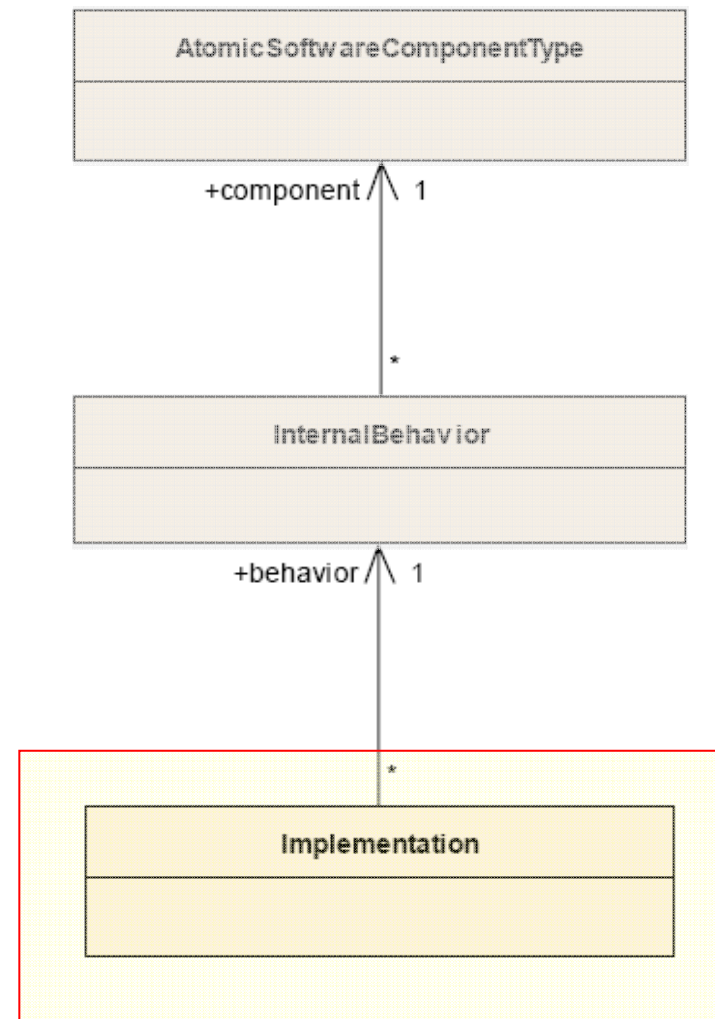 AtomicSoftwareComponentType
+component 1
*
InternalBehavior
+behavior 1
*
Implementation